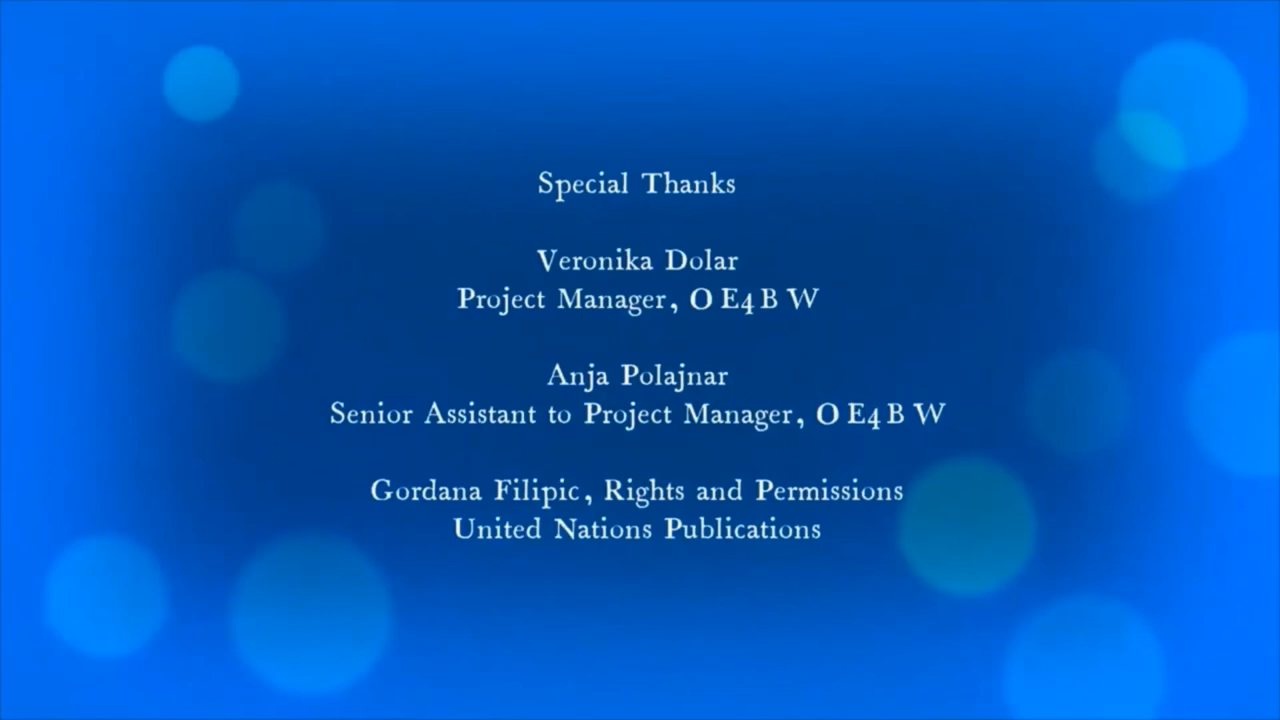 Special Thanks
Veronika Dolar
Project Manager, O E4 B W
Anja Polajnar
Senior Assistant to Project Manager, O E4 B W
Gordana Filipic, Rights and Permissions
United Nations Publications